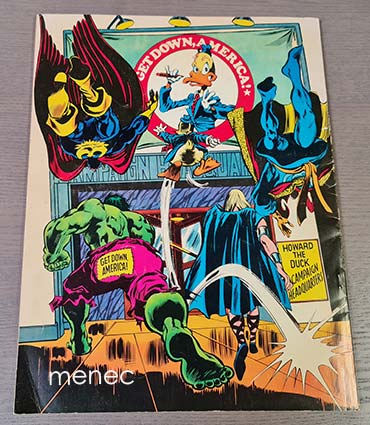 GET DOWN, AMERICA!
GET DOWN,
AMERICA!
HOWARD
THE
DUCK
CAMPAIGN
HEADQUARTERS
menec